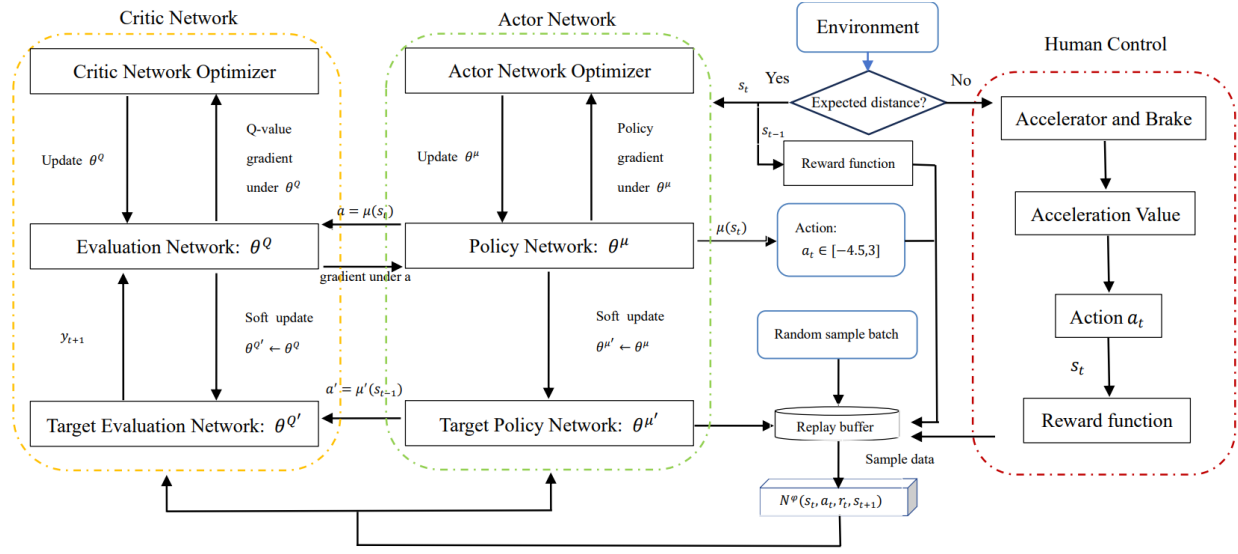 Critic Network
Critic Network Optimizer
Update θ^Q
Q-value
gradient
under θ^Q
Evaluation Network: θ^Q
y_{t+1}
Soft update
θ^{Q'} ← θ^Q
Target Evaluation Network: θ^{Q'}
a = μ(s_t)
gradient under a
a' = μ'(s_{t-1})
Actor Network
Actor Network Optimizer
Update θ^μ
Policy
gradient
under θ^μ
Policy Network: θ^μ
Soft update
θ^{μ'} ← θ^μ
Target Policy Network: θ^{μ'}
Environment
Expected distance?
Yes
No
s_t
s_{t-1}
Reward function
μ(s_t)
Action:
a_t ∈ [−4.5,3]
Random sample batch
Replay buffer
Sample data
N^φ(s_t, a_t, r_t, s_{t+1})
Human Control
Accelerator and Brake
Acceleration Value
Action a_t
s_t
Reward function